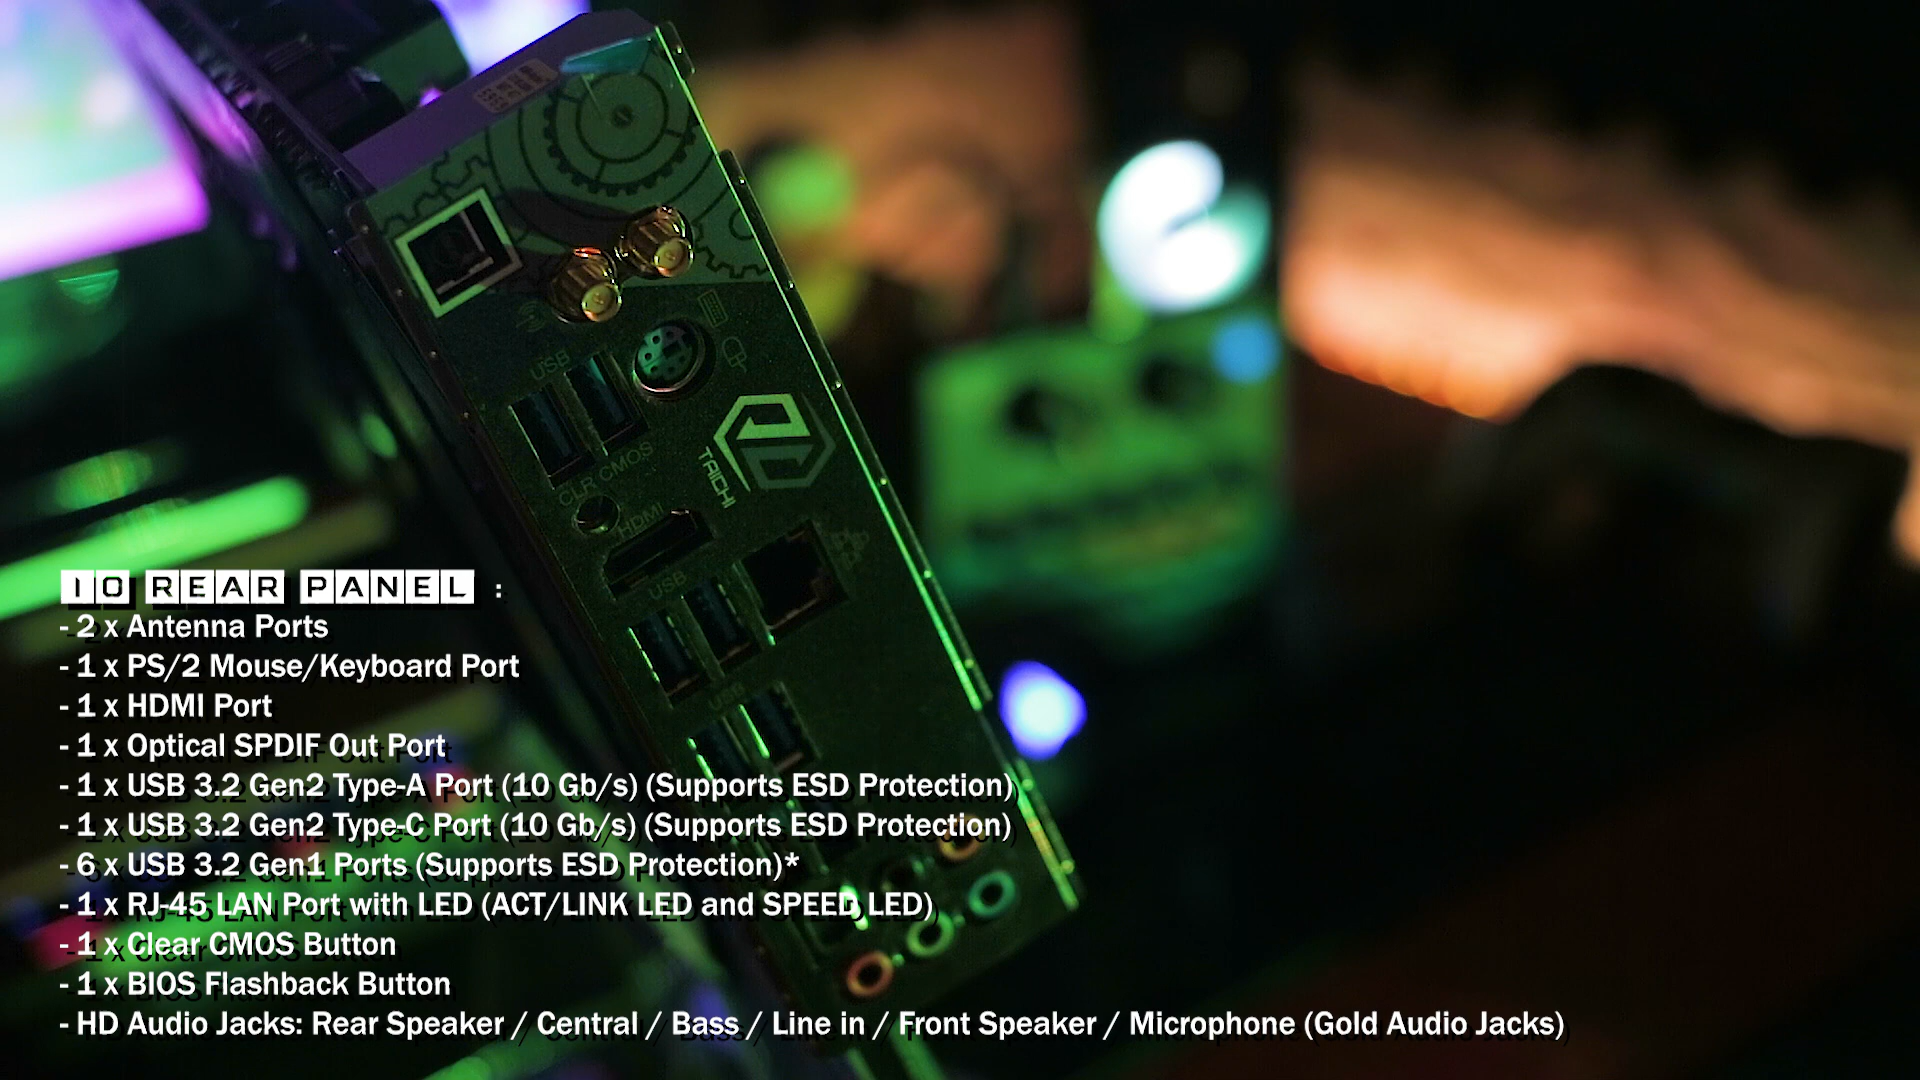 USB
CLR CMOS
TAICHI
HDMI
USB
USB
IO REAR PANEL :
- 2 x Antenna Ports
- 1 x PS/2 Mouse/Keyboard Port
- 1 x HDMI Port
- 1 x Optical SPDIF Out Port
- 1 x USB 3.2 Gen2 Type-A Port (10 Gb/s) (Supports ESD Protection)
- 1 x USB 3.2 Gen2 Type-C Port (10 Gb/s) (Supports ESD Protection)
- 6 x USB 3.2 Gen1 Ports (Supports ESD Protection)*
- 1 x RJ-45 LAN Port with LED (ACT/LINK LED and SPEED LED)
- 1 x Clear CMOS Button
- 1 x BIOS Flashback Button
- HD Audio Jacks: Rear Speaker / Central / Bass / Line in / Front Speaker / Microphone (Gold Audio Jacks)